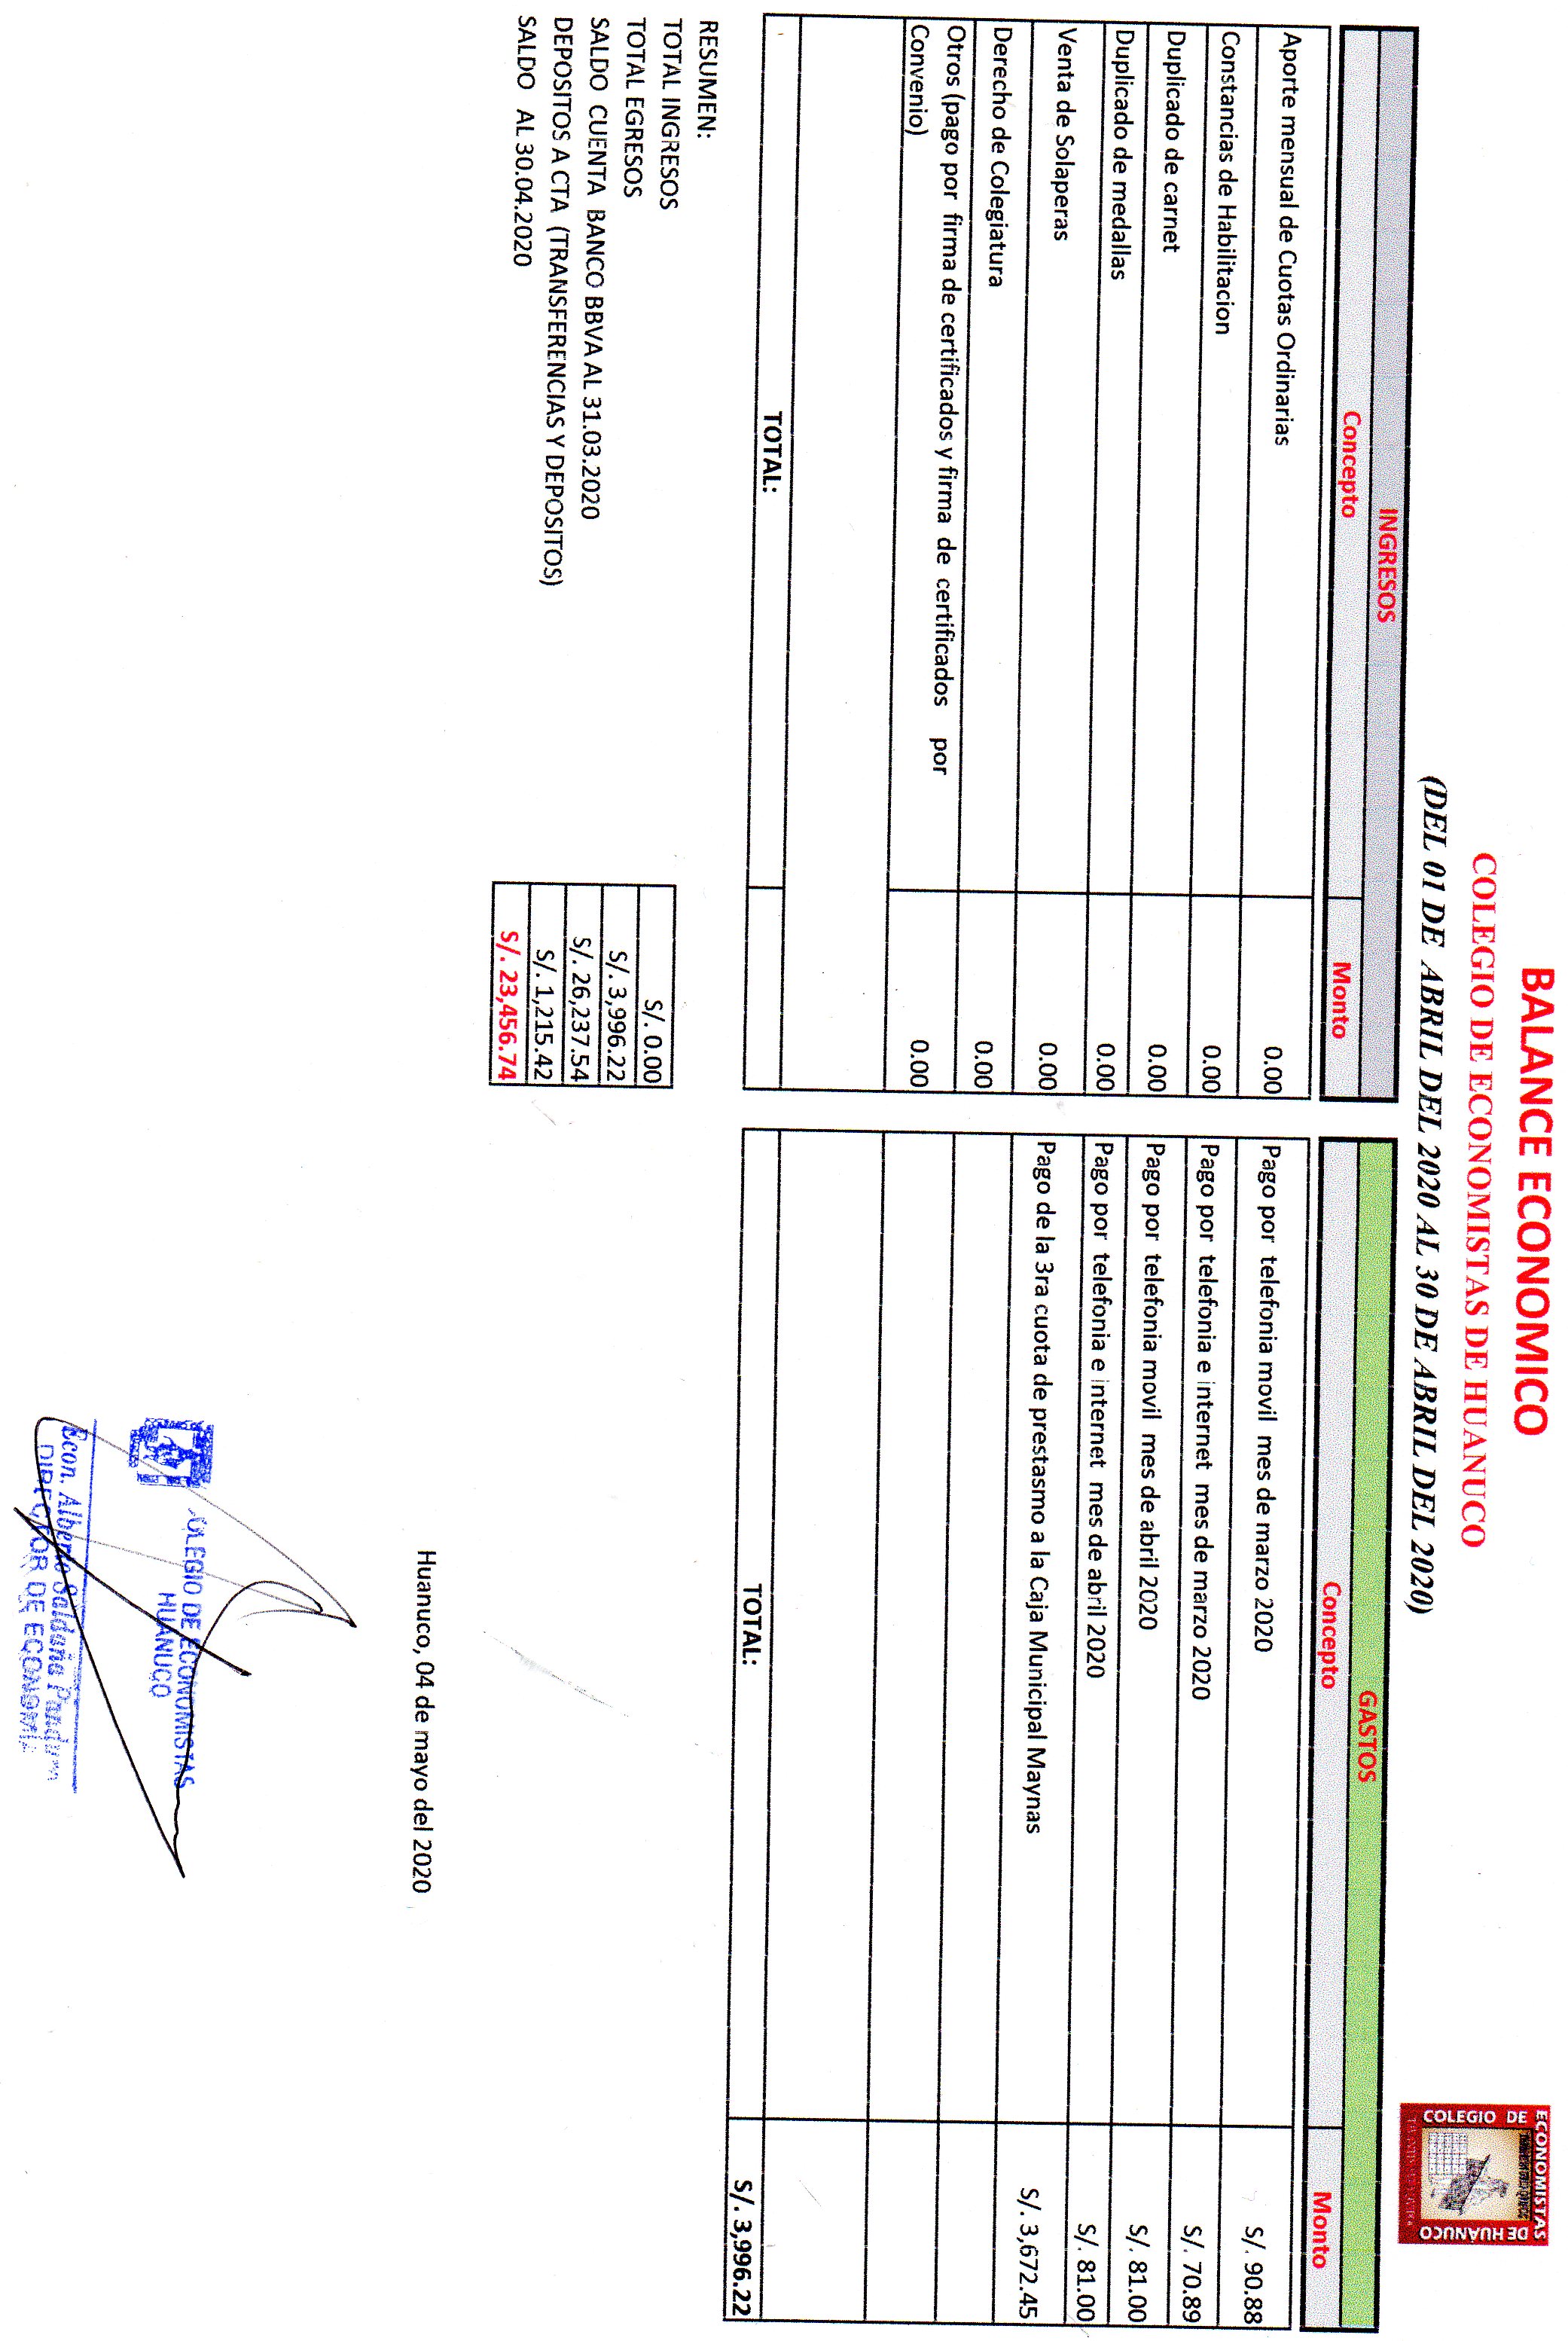 BALANCE ECONOMICO
COLEGIO DE ECONOMISTAS DE HUANUCO
(DEL 01 DE ABRIL DEL 2020 AL 30 DE ABRIL DEL 2020)
ECONOMISTAS
COLEGIO DE
DE HUÁNUCO
INGRESOS
Concepto Monto
Aporte mensual de Cuotas Ordinarias 0.00
Constancias de Habilitacion 0.00
Duplicado de carnet 0.00
Duplicado de medallas 0.00
Venta de Solaperas 0.00
Derecho de Colegiatura 0.00
Otros (pago por firma de certificados y firma de certificados por
Convenio) 0.00
TOTAL:
GASTOS
Concepto Monto
Pago por telefonia movil mes de marzo 2020 S/. 90.88
Pago por telefonia e internet mes de marzo 2020 S/. 70.89
Pago por telefonia movil mes de abril 2020 S/. 81.00
Pago por telefonia e internet mes de abril 2020 S/. 81.00
Pago de la 3ra cuota de prestasmo a la Caja Municipal Maynas S/. 3,672.45
TOTAL: S/. 3,996.22
RESUMEN:
TOTAL INGRESOS S/. 0.00
TOTAL EGRESOS S/. 3,996.22
SALDO CUENTA BANCO BBVA AL 31.03.2020 S/. 26,237.54
DEPOSITOS A CTA (TRANSFERENCIAS Y DEPOSITOS) S/. 1,215.42
SALDO AL 30.04.2020 S/. 23,456.74
Huanuco, 04 de mayo del 2020
COLEGIO DE ECONOMISTAS
HUANUCO
Econ. Alberto Saldaña Panduro
DIRECTOR DE ECONOMÍA